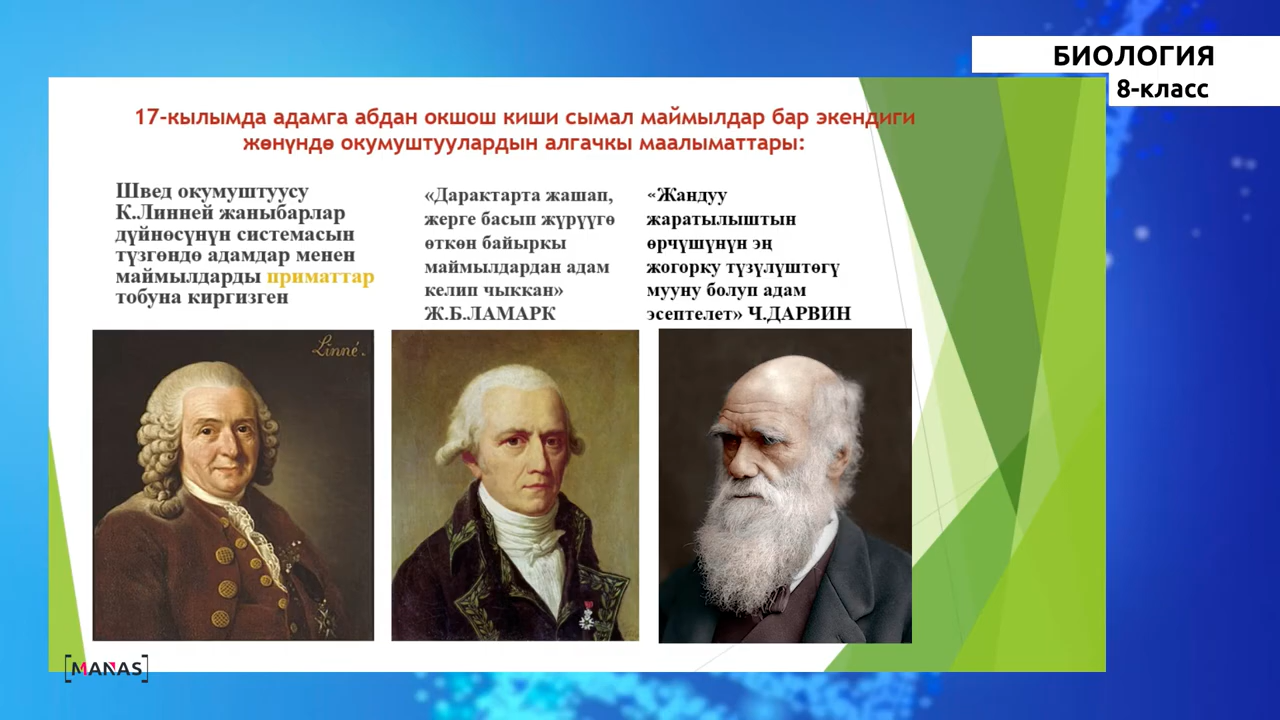 БИОЛОГИЯ
8-класс
17-кылымда адамга абдан окшош киши сымал маймылдар бар экендиги
жөнүндө окумуштуулардын алгачкы маалыматтары:
Швед окумуштуусу
К.Линней жаныбарлар
дүйнөсүнүн системасын
түзгөндө адамдар менен
маймылдарды приматтар
тобуна киргизген
«Дарактарта жашап,
жерге басып жүрүүгө
өткөн байыркы
маймылдардан адам
келип чыккан»
Ж.Б.ЛАМАРК
«Жандуу
жаратылыштын
өрчүшүнүн эң
жогорку түзүлүштөгү
мууну болуп адам
эсептелет» Ч.ДАРВИН
Linné.
MANAS